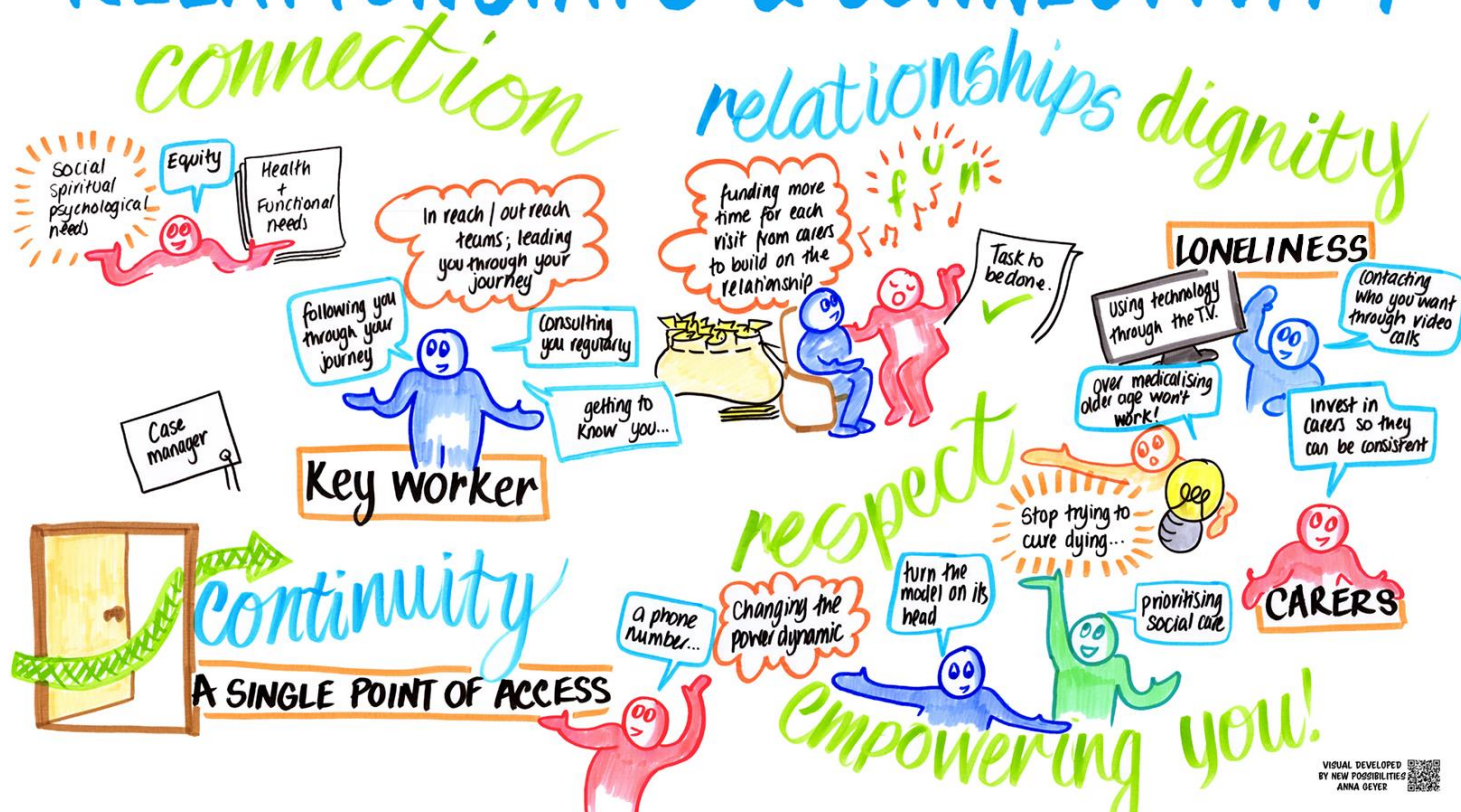 RELATIONSHIPS & CONNECTIVITY
connection
relationships
dignity
Social
Spiritual
psychological
needs
Equity
Health
+
Functional
needs
In reach / out reach
teams; leading
you through your
journey
following you
through your
journey
Consulting
you regularly
getting to
know you...
Key worker
Case
manager
funding more
time for each
visit from carers
to build on the
relationship
fun
Task to
be done.
LONELINESS
Using technology
through the T.V.
Contacting
who you want
through video
calls
Over medicalising
older age won't
work!
Invest in
carers so they
can be consistent
respect
Stop trying to
cure dying...
CARERS
continuity
A SINGLE POINT OF ACCESS
a phone
number...
Changing the
power dynamic
turn the
model on its
head
prioritising
social care
empowering you!
VISUAL DEVELOPED
BY NEW POSSIBILITIES
ANNA GEYER